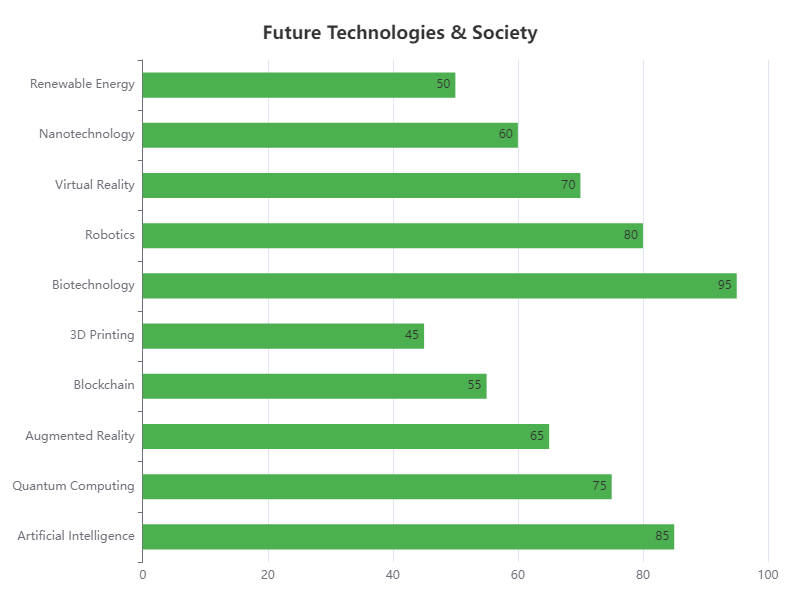 Future Technologies & Society
Renewable Energy 50
Nanotechnology 60
Virtual Reality 70
Robotics 80
Biotechnology 95
3D Printing 45
Blockchain 55
Augmented Reality 65
Quantum Computing 75
Artificial Intelligence 85
0 20 40 60 80 100